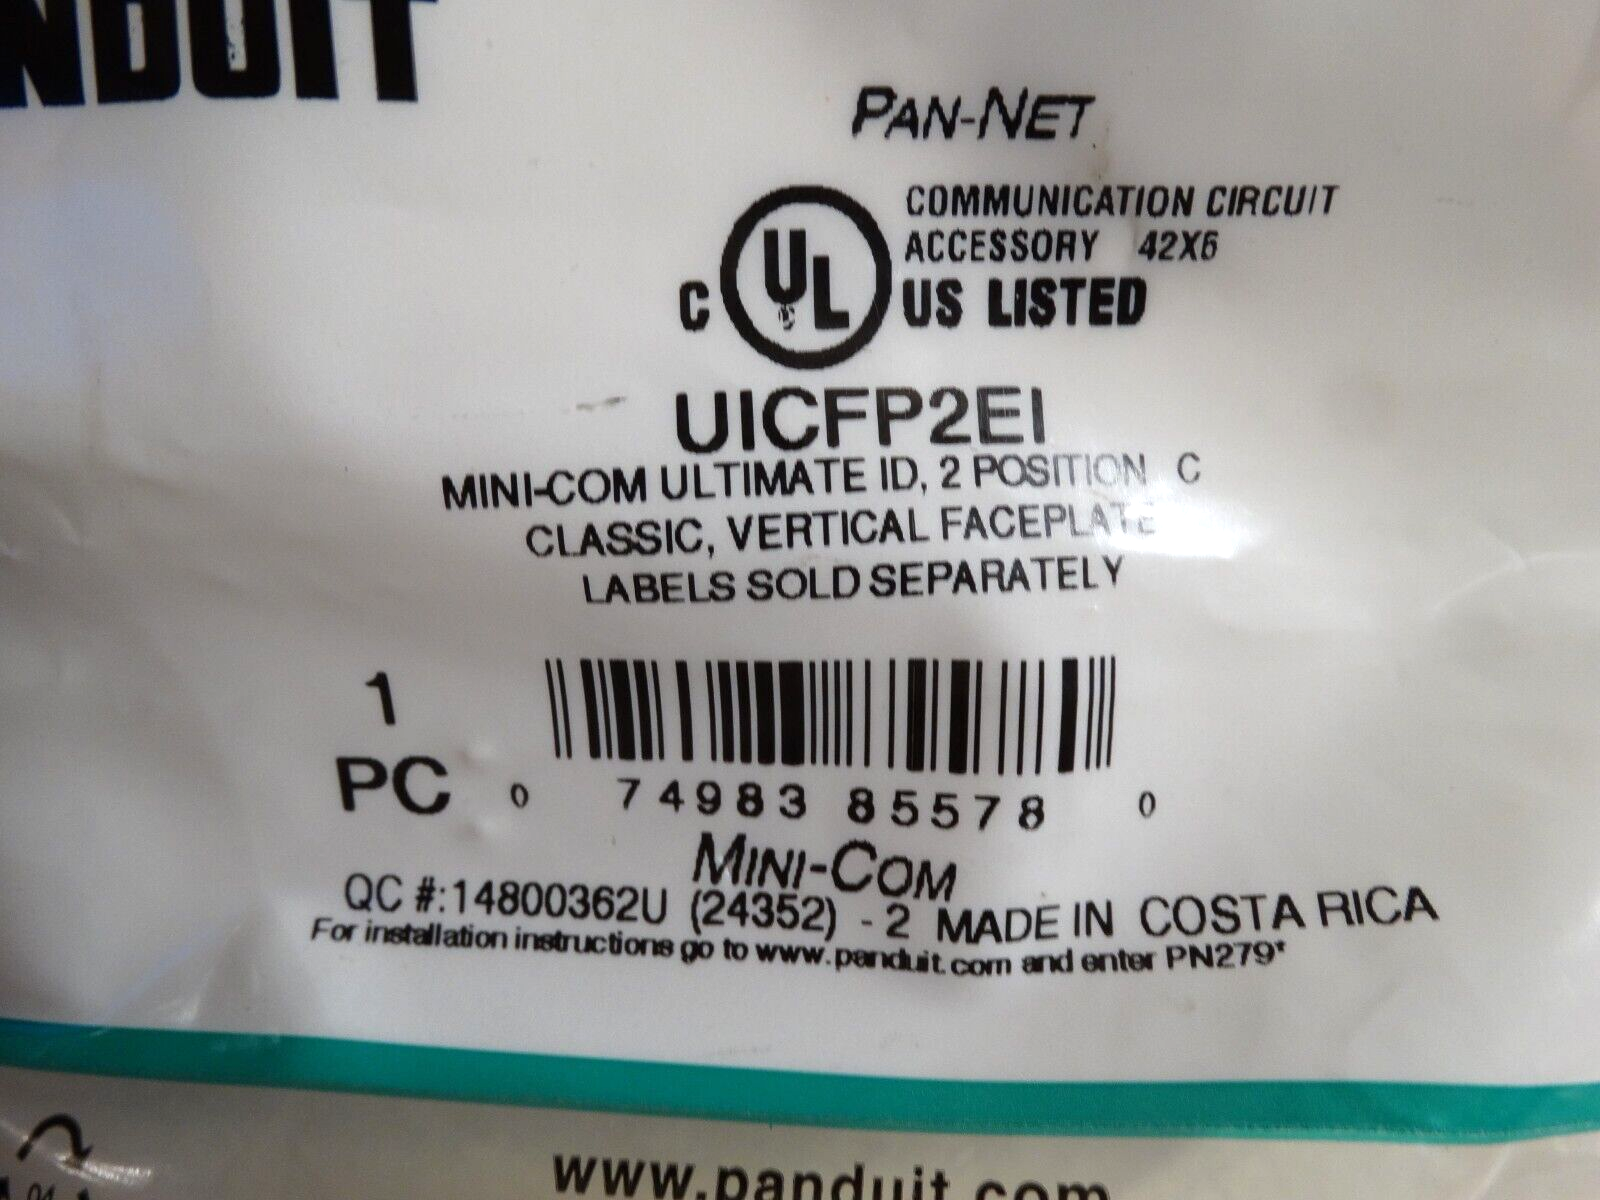 NDUIT
PAN-NET
COMMUNICATION CIRCUIT
ACCESSORY 42X6
C UL US LISTED
UICFP2EI
MINI-COM ULTIMATE ID, 2 POSITION C
CLASSIC, VERTICAL FACEPLATE
LABELS SOLD SEPARATELY
1
PC
0 74983 85578 0
MINI-COM
QC #:14800362U (24352) - 2 MADE IN COSTA RICA
For installation instructions go to www.panduit.com and enter PN279*
www.panduit.com